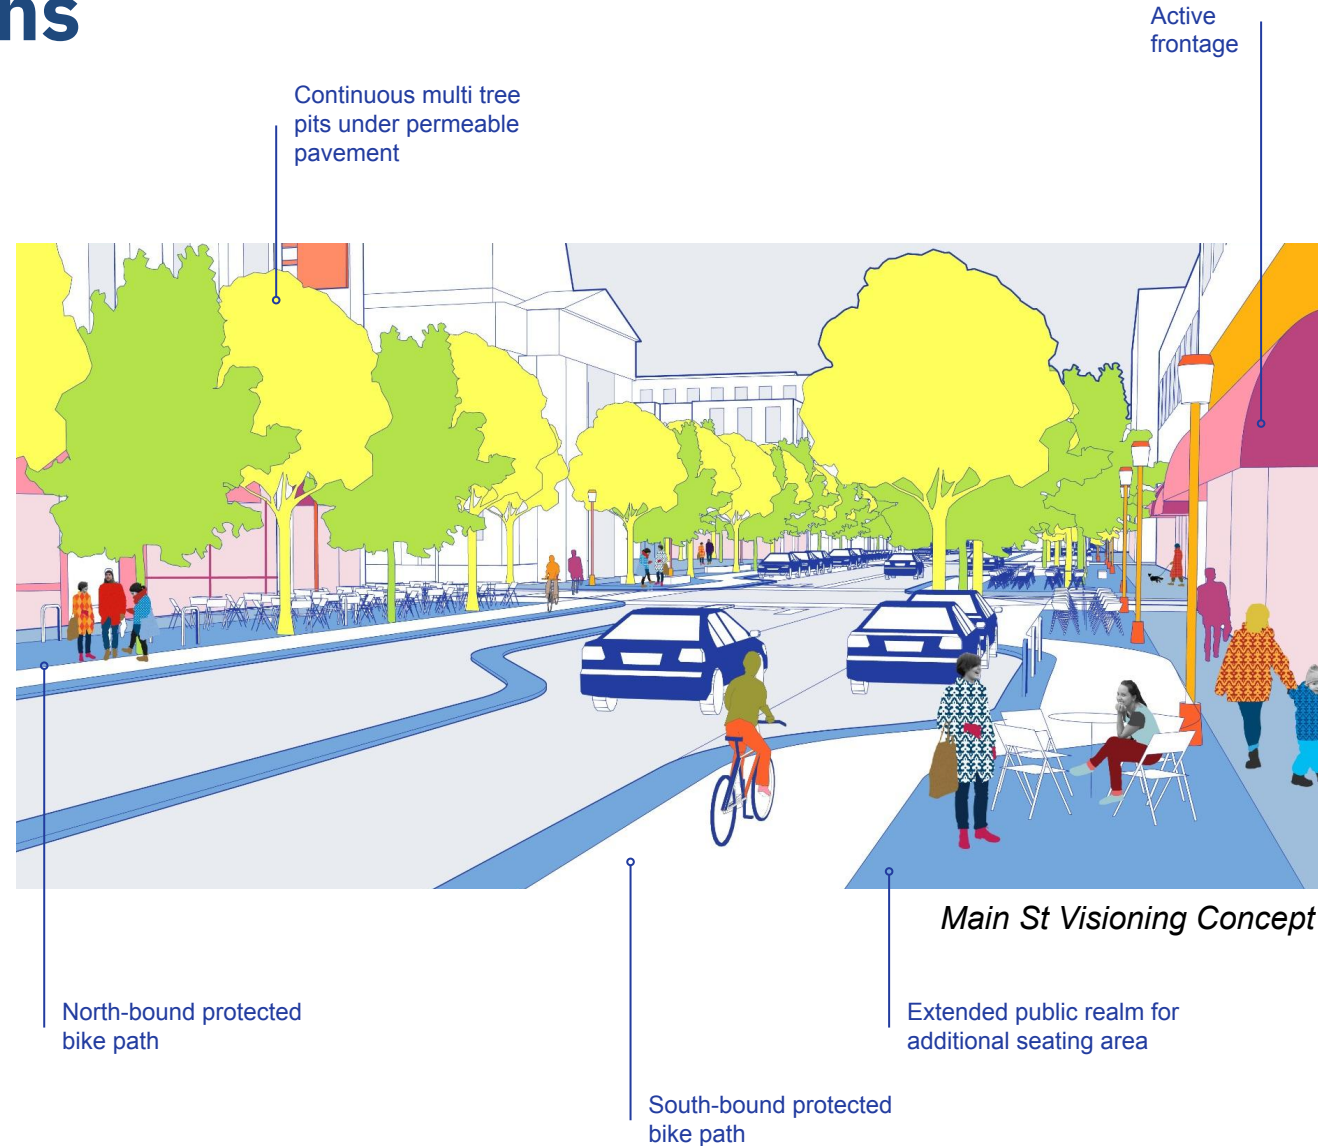 ns
Active
frontage
Continuous multi tree
pits under permeable
pavement
Main St Visioning Concept
North-bound protected
bike path
Extended public realm for
additional seating area
South-bound protected
bike path